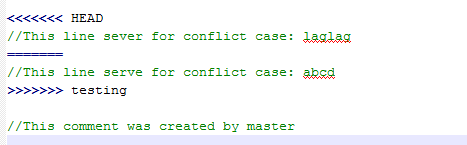 <<<<<<< HEAD
//This line sever for conflict case: laglag
=======
//This line serve for conflict case: abcd
>>>>>>> testing
//This comment was created by master